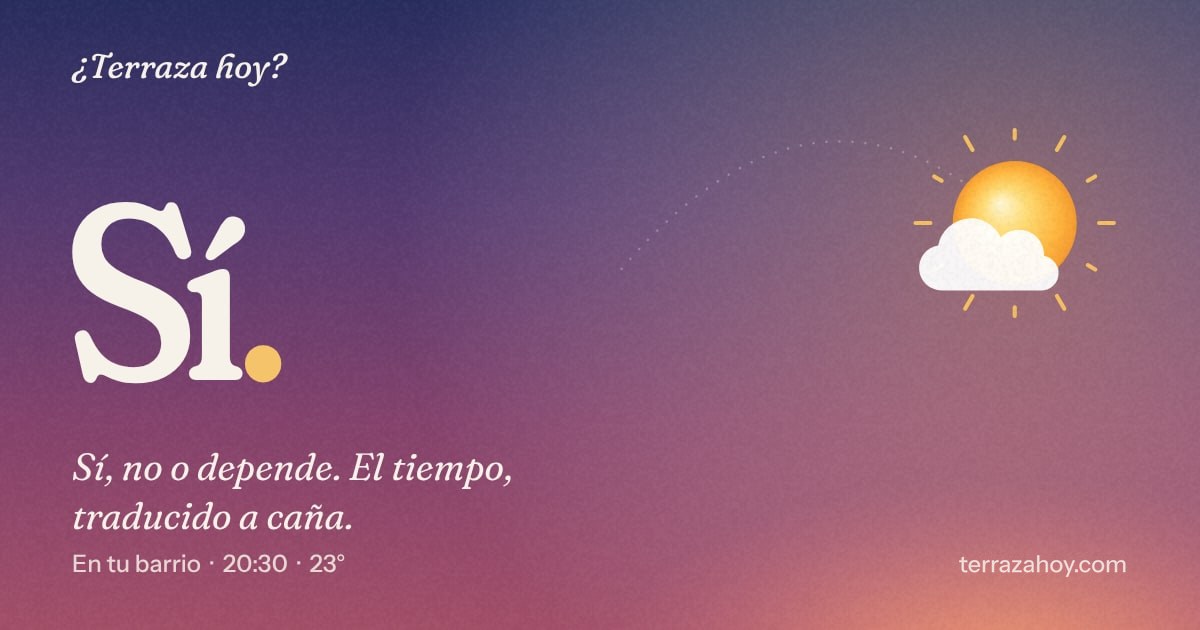 ¿Terraza hoy?
Sí.
Sí, no o depende. El tiempo,
traducido a caña.
En tu barrio · 20:30 · 23°
terrazahoy.com